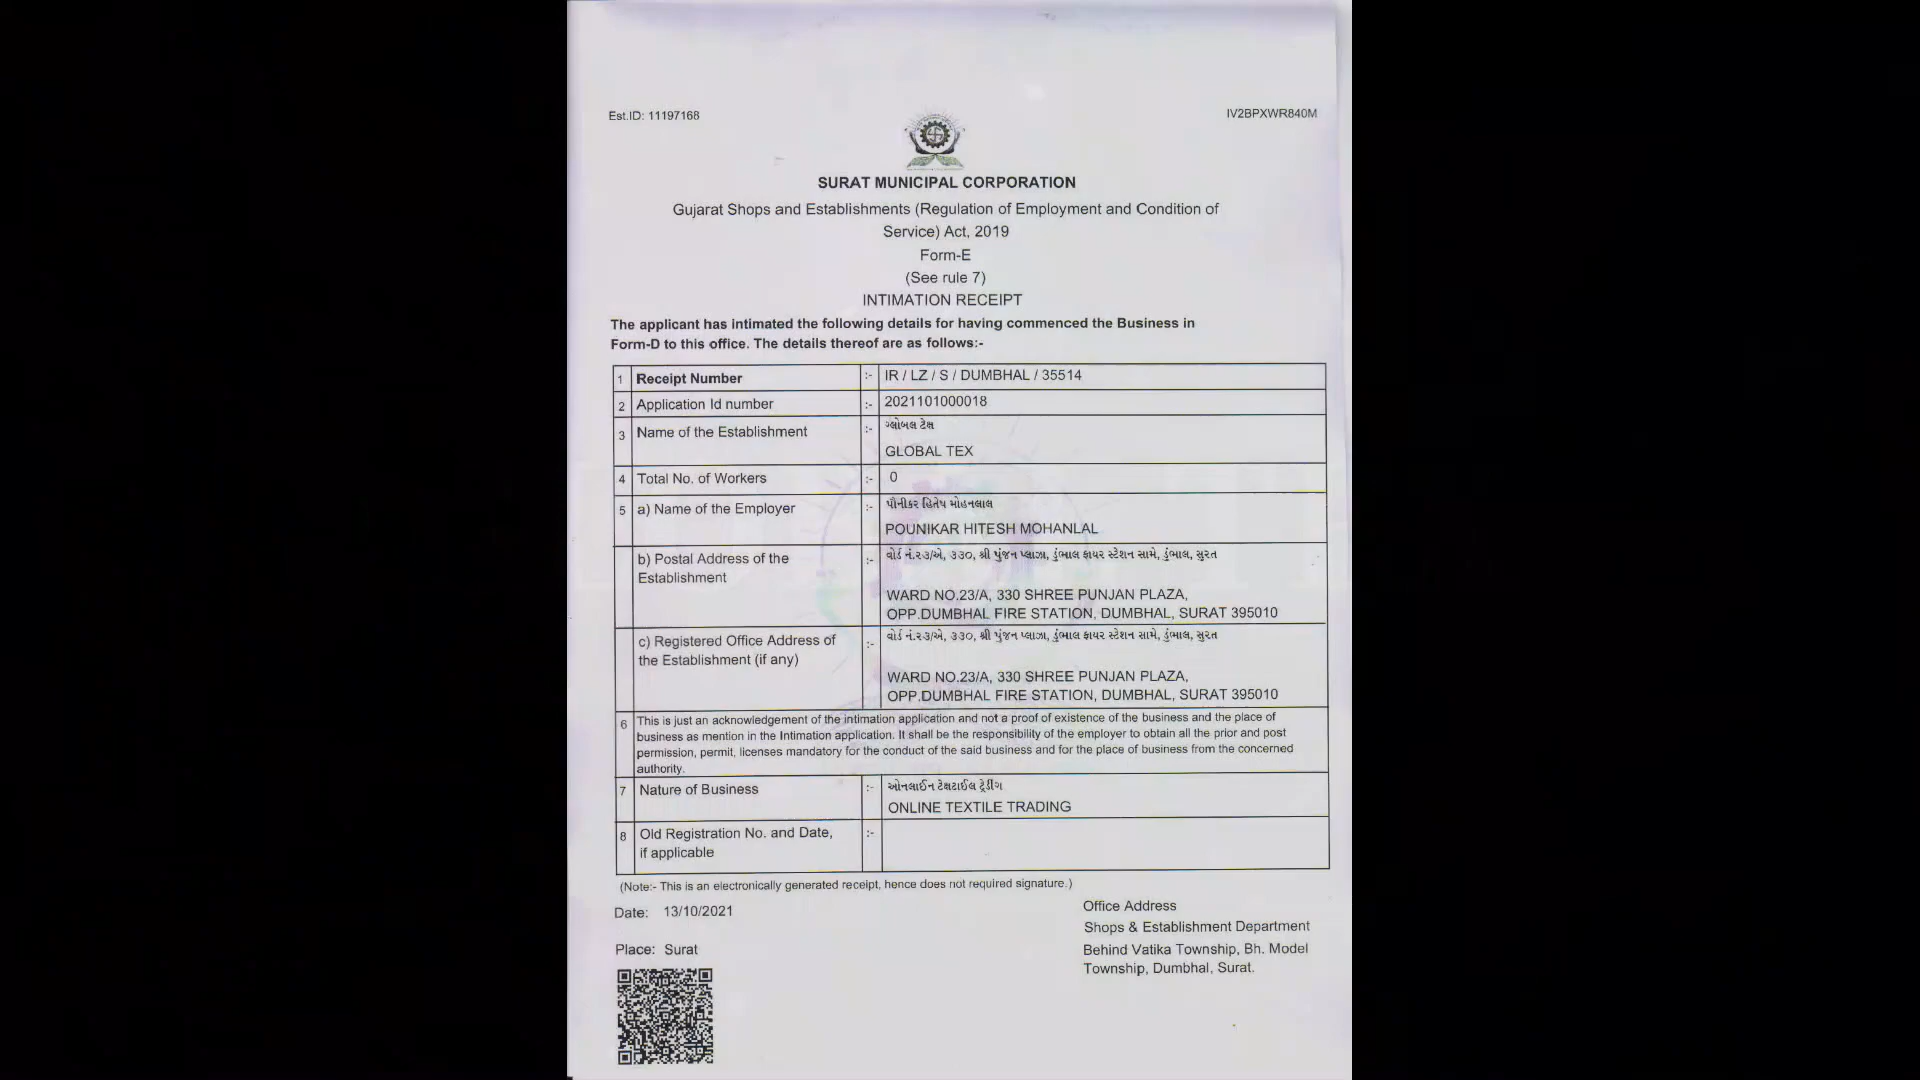 Est.ID: 11197168
IV2BPXWR840M
SURAT MUNICIPAL CORPORATION
Gujarat Shops and Establishments (Regulation of Employment and Condition of
Service) Act, 2019
Form-E
(See rule 7)
INTIMATION RECEIPT
The applicant has intimated the following details for having commenced the Business in
Form-D to this office. The details thereof are as follows:-
1 Receipt Number :- IR / LZ / S / DUMBHAL / 35514
2 Application Id number :- 2021101000018
3 Name of the Establishment :- ગ્લોબલ ટેક્ષ
GLOBAL TEX
4 Total No. of Workers :- 0
5 a) Name of the Employer :- પૌનીકર હિતેષ મોહનલાલ
POUNIKAR HITESH MOHANLAL
b) Postal Address of the
Establishment :- વોર્ડ નં.૨૩/એ, ૩૩૦, શ્રી પુંજન પ્લાઝા, ડુંભાલ ફાયર સ્ટેશન સામે, ડુંભાલ, સુરત
WARD NO.23/A, 330 SHREE PUNJAN PLAZA,
OPP.DUMBHAL FIRE STATION, DUMBHAL, SURAT 395010
c) Registered Office Address of
the Establishment (if any) :- વોર્ડ નં.૨૩/એ, ૩૩૦, શ્રી પુંજન પ્લાઝા, ડુંભાલ ફાયર સ્ટેશન સામે, ડુંભાલ, સુરત
WARD NO.23/A, 330 SHREE PUNJAN PLAZA,
OPP.DUMBHAL FIRE STATION, DUMBHAL, SURAT 395010
6 This is just an acknowledgement of the intimation application and not a proof of existence of the business and the place of
business as mention in the Intimation application. It shall be the responsibility of the employer to obtain all the prior and post
permission, permit, licenses mandatory for the conduct of the said business and for the place of business from the concerned
authority.
7 Nature of Business :- ઓનલાઈન ટેક્ષટાઈલ ટ્રેડીંગ
ONLINE TEXTILE TRADING
8 Old Registration No. and Date,
if applicable :-
(Note:- This is an electronically generated receipt, hence does not required signature.)
Date: 13/10/2021
Place: Surat
Office Address
Shops & Establishment Department
Behind Vatika Township, Bh. Model
Township, Dumbhal, Surat.